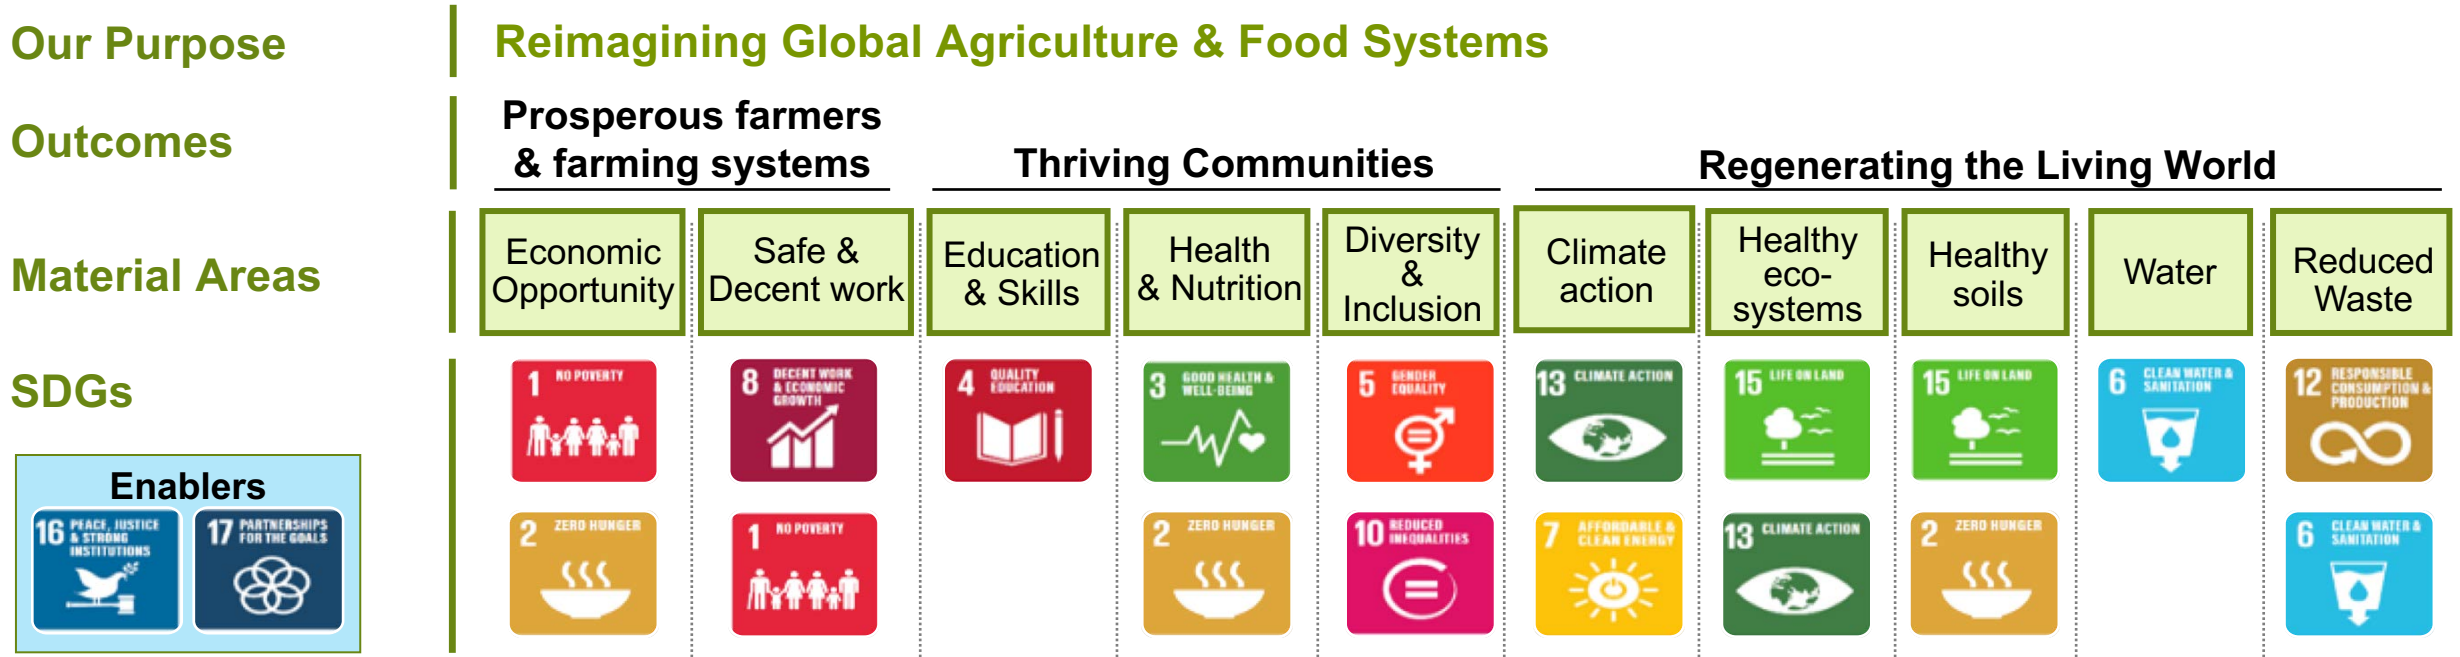 Our Purpose
Reimagining Global Agriculture & Food Systems
Outcomes
Prosperous farmers
& farming systems
Thriving Communities
Regenerating the Living World
Material Areas
Economic
Opportunity
Safe &
Decent work
Education
& Skills
Health
& Nutrition
Diversity
&
Inclusion
Climate
action
Healthy
eco-
systems
Healthy
soils
Water
Reduced
Waste
SDGs
1 NO POVERTY
8 DECENT WORK
& ECONOMIC
GROWTH
4 QUALITY
EDUCATION
3 GOOD HEALTH &
WELL-BEING
5 GENDER
EQUALITY
13 CLIMATE ACTION
15 LIFE ON LAND
15 LIFE ON LAND
6 CLEAN WATER &
SANITATION
12 RESPONSIBLE
CONSUMPTION &
PRODUCTION
2 ZERO HUNGER
1 NO POVERTY
2 ZERO HUNGER
10 REDUCED
INEQUALITIES
7 AFFORDABLE &
CLEAN ENERGY
13 CLIMATE ACTION
2 ZERO HUNGER
6 CLEAN WATER &
SANITATION
Enablers
16 PEACE, JUSTICE
& STRONG
INSTITUTIONS
17 PARTNERSHIPS
FOR THE GOALS